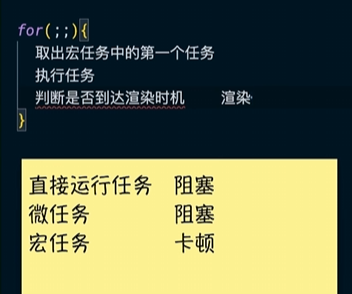 for(;;){
取出宏任务中的第一个任务
执行任务
判断是否到达渲染时机 渲染
}
直接运行任务 阻塞
微任务 阻塞
宏任务 卡顿